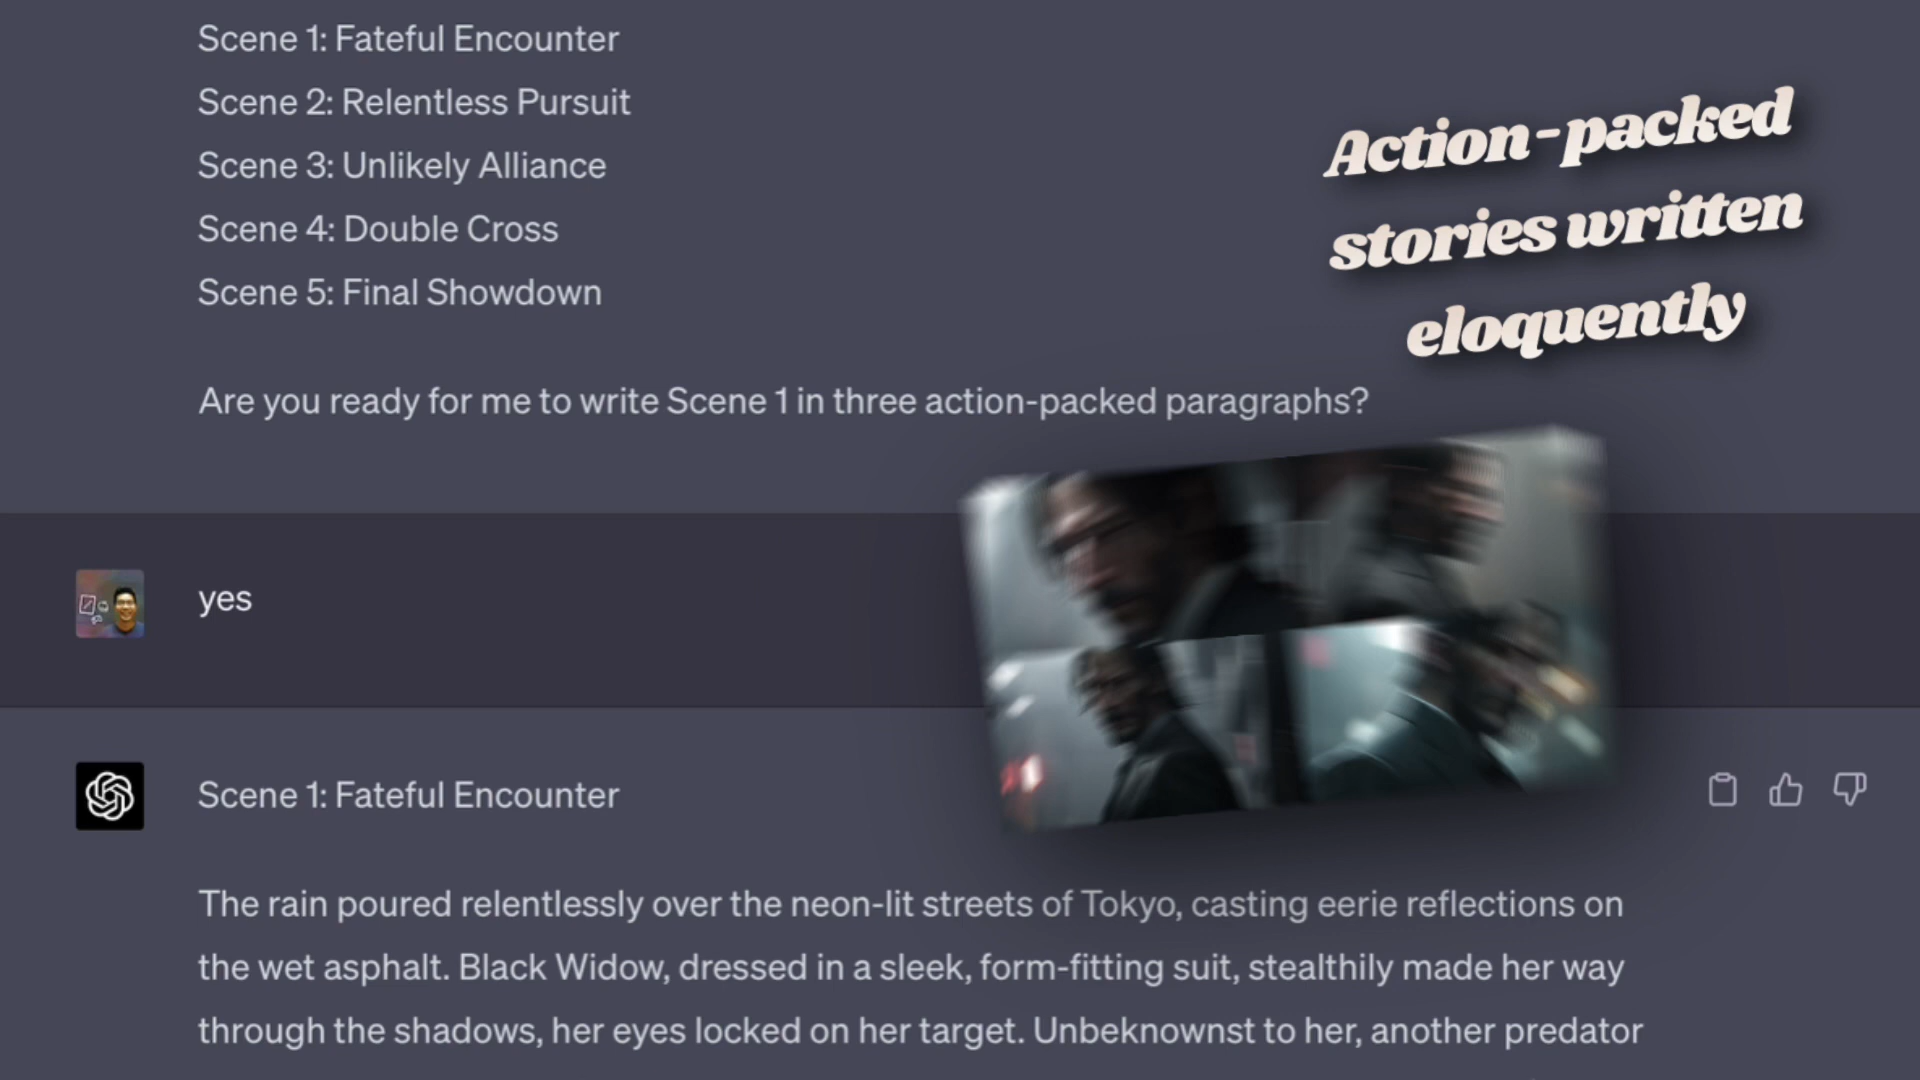 Scene 1: Fateful Encounter
Scene 2: Relentless Pursuit
Scene 3: Unlikely Alliance
Scene 4: Double Cross
Scene 5: Final Showdown
Action-packed
stories written
eloquently
Are you ready for me to write Scene 1 in three action-packed paragraphs?
yes
Scene 1: Fateful Encounter
The rain poured relentlessly over the neon-lit streets of Tokyo, casting eerie reflections on
the wet asphalt. Black Widow, dressed in a sleek, form-fitting suit, stealthily made her way
through the shadows, her eyes locked on her target. Unbeknownst to her, another predator